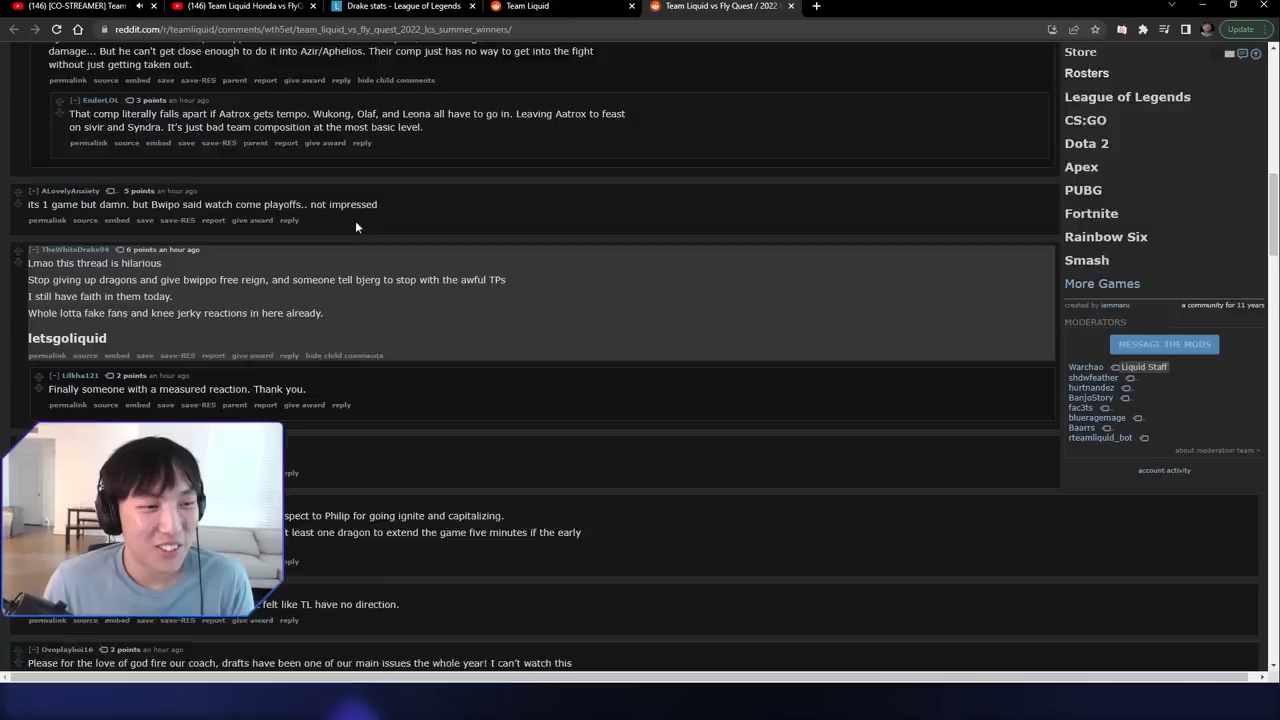 (146) [CO-STREAMER] Team
(146) Team Liquid Honda vs FlyQ
Drake stats - League of Legends
Team Liquid
Team Liquid vs Fly Quest / 2022
reddit.com/r/teamliquid/comments/wth5et/team_liquid_vs_fly_quest_2022_lcs_summer_winners/
Update
damage... But he can't get close enough to do it into Azir/Aphelios. Their comp just has no way to get into the fight
without just getting taken out.
permalink source embed save save-RES parent report give award reply hide child comments
[–] EnderLOL 3 points an hour ago
That comp literally falls apart if Aatrox gets tempo. Wukong, Olaf, and Leona all have to go in. Leaving Aatrox to feast
on sivir and Syndra. It's just bad team composition at the most basic level.
permalink source embed save save-RES parent report give award reply
[–] ALovelyAnxiety 5 points an hour ago
its 1 game but damn. but Bwipo said watch come playoffs.. not impressed
permalink source embed save save-RES report give award reply
[–] TheWhiteDrake94 6 points an hour ago
Lmao this thread is hilarious
Stop giving up dragons and give bwippo free reign, and someone tell bjerg to stop with the awful TPs
I still have faith in them today.
Whole lotta fake fans and knee jerky reactions in here already.
letsgoliquid
permalink source embed save save-RES report give award reply hide child comments
[–] Lilkha121 2 points an hour ago
Finally someone with a measured reaction. Thank you.
permalink source embed save save-RES parent report give award reply
spect to Philip for going ignite and capitalizing.
t least one dragon to extend the game five minutes if the early
felt like TL have no direction.
permalink source embed save save-RES report give award reply
[–] Ovoplayboi16 2 points an hour ago
Please for the love of god fire our coach, drafts have been one of our main issues the whole year! I can't watch this
Store
Rosters
League of Legends
CS:GO
Dota 2
Apex
PUBG
Fortnite
Rainbow Six
Smash
More Games
created by iammaru a community for 11 years
MODERATORS
MESSAGE THE MODS
Warchao Liquid Staff
shdwfeather
hurtnandez
BanjoStory
fac3ts
blueragemage
Baarrs
rteamliquid_bot
about moderation team »
account activity